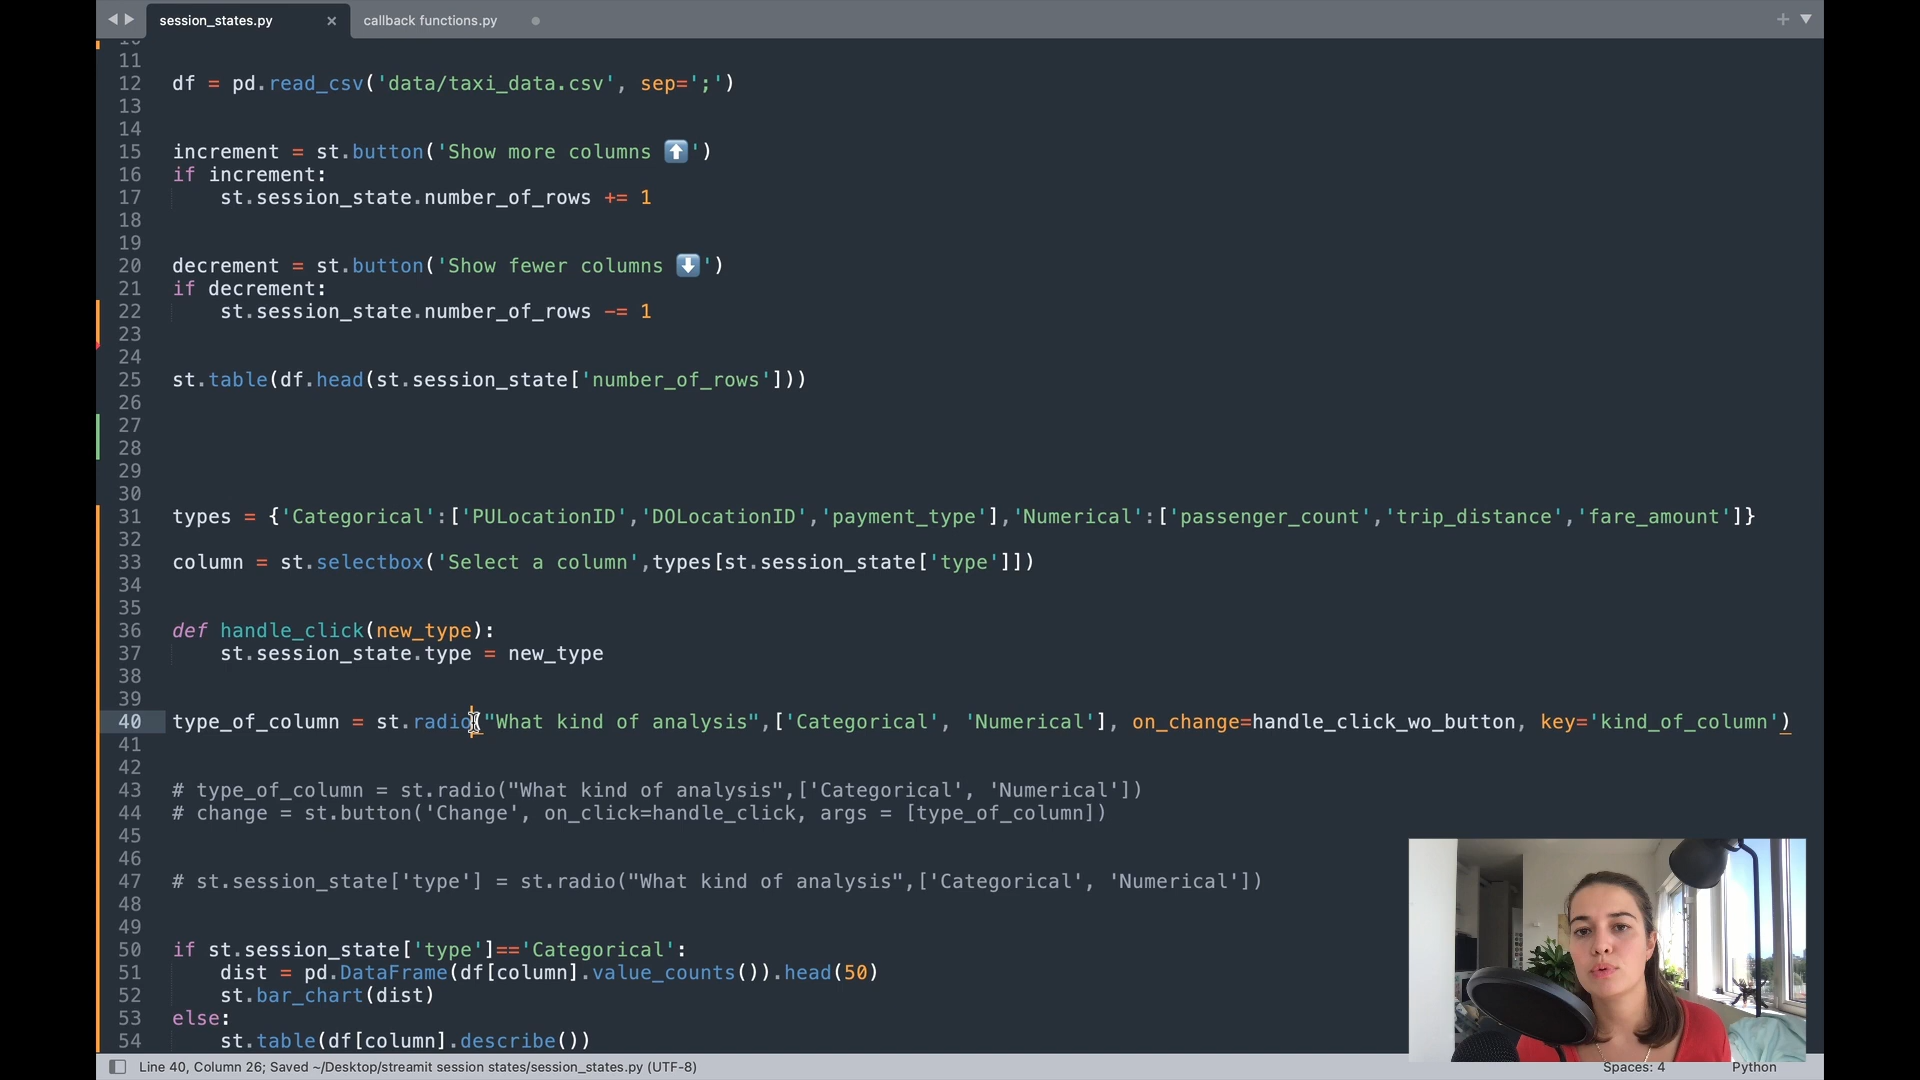 session_states.py × callback functions.py
10
11
12 df = pd.read_csv('data/taxi_data.csv', sep=';')
13
14
15 increment = st.button('Show more columns ⬆️')
16 if increment:
17 st.session_state.number_of_rows += 1
18
19
20 decrement = st.button('Show fewer columns ⬇️')
21 if decrement:
22 st.session_state.number_of_rows -= 1
23
24
25 st.table(df.head(st.session_state['number_of_rows']))
26
27
28
29
30
31 types = {'Categorical':['PULocationID','DOLocationID','payment_type'],'Numerical':['passenger_count','trip_distance','fare_amount']}
32
33 column = st.selectbox('Select a column',types[st.session_state['type']])
34
35
36 def handle_click(new_type):
37 st.session_state.type = new_type
38
39
40 type_of_column = st.radio("What kind of analysis",['Categorical', 'Numerical'], on_change=handle_click_wo_button, key='kind_of_column')
41
42
43 # type_of_column = st.radio("What kind of analysis",['Categorical', 'Numerical'])
44 # change = st.button('Change', on_click=handle_click, args = [type_of_column])
45
46
47 # st.session_state['type'] = st.radio("What kind of analysis",['Categorical', 'Numerical'])
48
49
50 if st.session_state['type']=='Categorical':
51 dist = pd.DataFrame(df[column].value_counts()).head(50)
52 st.bar_chart(dist)
53 else:
54 st.table(df[column].describe())
Line 40, Column 26; Saved ~/Desktop/streamit session states/session_states.py (UTF-8) Spaces: 4 Python